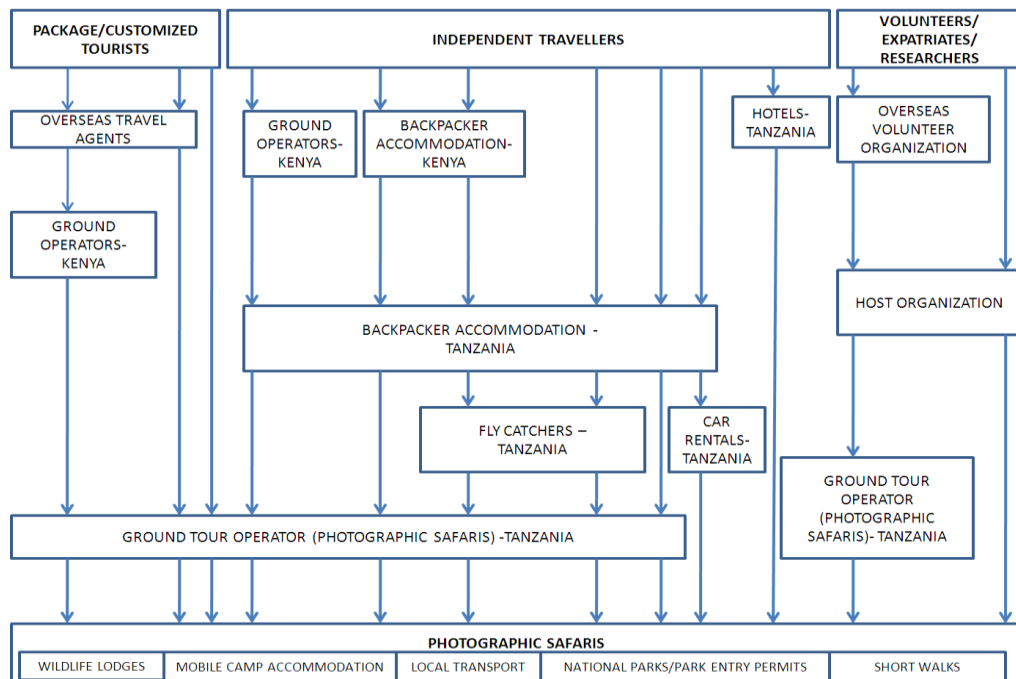 PACKAGE/CUSTOMIZED
TOURISTS
INDEPENDENT TRAVELLERS
VOLUNTEERS/
EXPATRIATES/
RESEARCHERS
OVERSEAS TRAVEL
AGENTS
GROUND
OPERATORS-
KENYA
BACKPACKER
ACCOMMODATION-
KENYA
HOTELS-
TANZANIA
OVERSEAS
VOLUNTEER
ORGANIZATION
GROUND
OPERATORS-
KENYA
HOST ORGANIZATION
BACKPACKER ACCOMMODATION -
TANZANIA
FLY CATCHERS –
TANZANIA
CAR
RENTALS-
TANZANIA
GROUND TOUR
OPERATOR
(PHOTOGRAPHIC
SAFARIS)- TANZANIA
GROUND TOUR OPERATOR (PHOTOGRAPHIC SAFARIS) -TANZANIA
PHOTOGRAPHIC SAFARIS
WILDLIFE LODGES
MOBILE CAMP ACCOMMODATION
LOCAL TRANSPORT
NATIONAL PARKS/PARK ENTRY PERMITS
SHORT WALKS